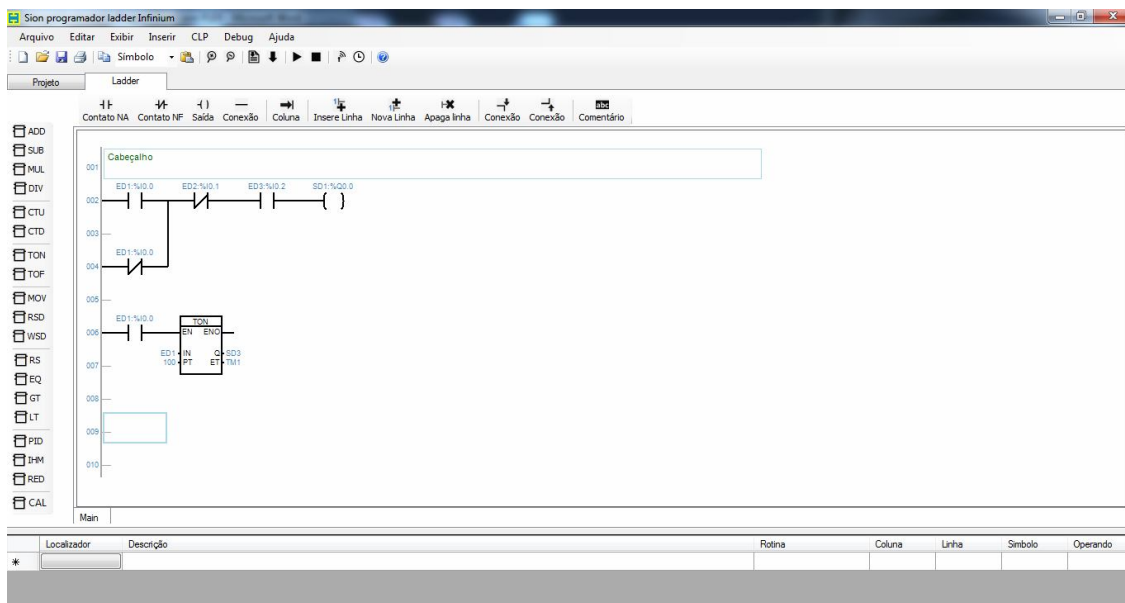 Sion programador ladder Infinium
Arquivo Editar Exibir Inserir CLP Debug Ajuda
Símbolo
Projeto Ladder
Contato NA Contato NF Saída Conexão Coluna Insere Linha Nova Linha Apaga linha Conexão Conexão Comentário
abc
ADD
SUB
MUL
DIV
CTU
CTD
TON
TOF
MOV
RSD
WSD
RS
EQ
GT
LT
PID
IHM
RED
CAL
001 Cabeçalho
ED1:%I0.0 ED2:%I0.1 ED3:%I0.2 SD1:%Q0.0
002
003
ED1:%I0.0
004
005
ED1:%I0.0 TON
006 EN ENO
ED1 IN Q SD3
007 100 PT ET TM1
008
009
010
Main
Localizador Descrição Rotina Coluna Linha Simbolo Operando